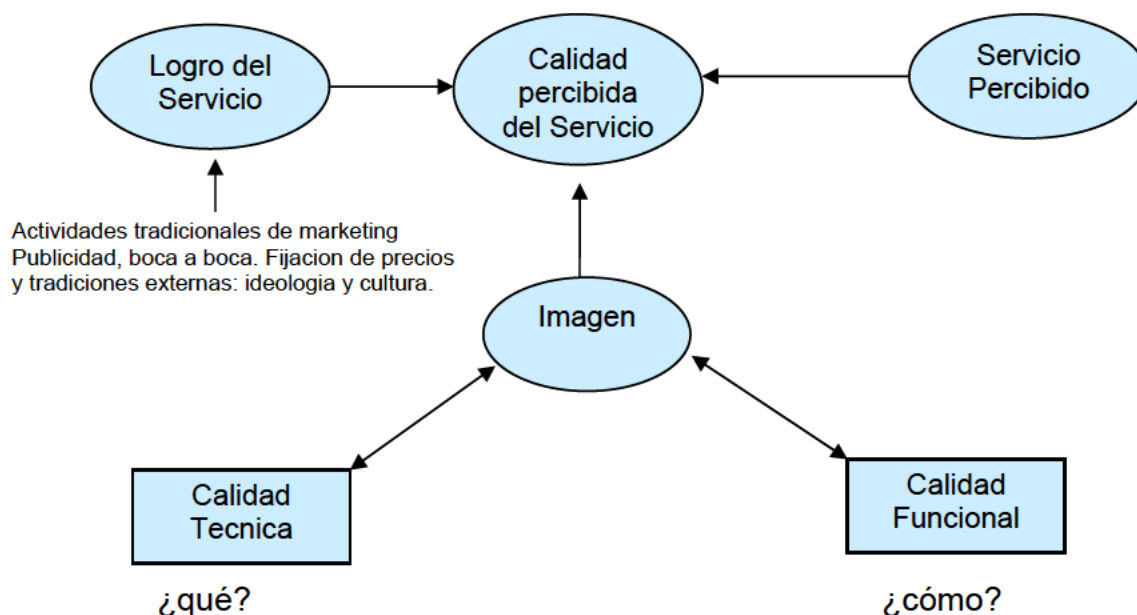 Logro del
Servicio
Calidad
percibida
del Servicio
Servicio
Percibido
Actividades tradicionales de marketing
Publicidad, boca a boca. Fijacion de precios
y tradiciones externas: ideologia y cultura.
Imagen
Calidad
Tecnica
Calidad
Funcional
¿qué?
¿cómo?